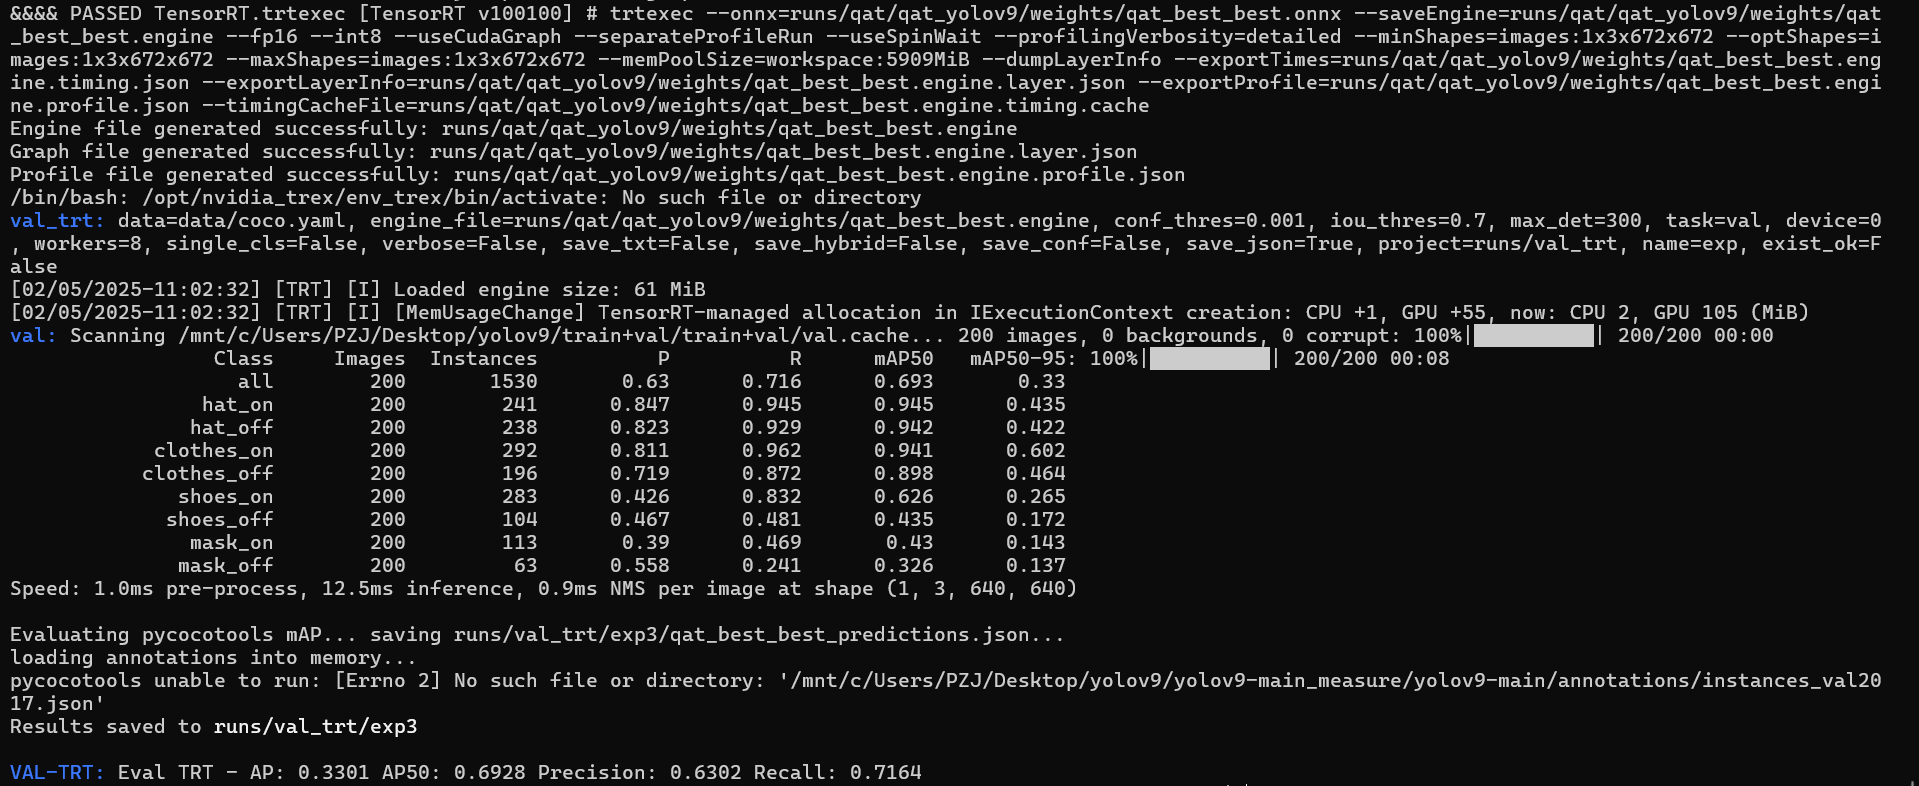 &&&& PASSED TensorRT.trtexec [TensorRT v100100] # trtexec --onnx=runs/qat/qat_yolov9/weights/qat_best_best.onnx --saveEngine=runs/qat/qat_yolov9/weights/qat
_best_best.engine --fp16 --int8 --useCudaGraph --separateProfileRun --useSpinWait --profilingVerbosity=detailed --minShapes=images:1x3x672x672 --optShapes=i
mages:1x3x672x672 --maxShapes=images:1x3x672x672 --memPoolSize=workspace:5909MiB --dumpLayerInfo --exportTimes=runs/qat/qat_yolov9/weights/qat_best_best.eng
ine.timing.json --exportLayerInfo=runs/qat/qat_yolov9/weights/qat_best_best.engine.layer.json --exportProfile=runs/qat/qat_yolov9/weights/qat_best_best.engi
ne.profile.json --timingCacheFile=runs/qat/qat_yolov9/weights/qat_best_best.engine.timing.cache
Engine file generated successfully: runs/qat/qat_yolov9/weights/qat_best_best.engine
Graph file generated successfully: runs/qat/qat_yolov9/weights/qat_best_best.engine.layer.json
Profile file generated successfully: runs/qat/qat_yolov9/weights/qat_best_best.engine.profile.json
/bin/bash: /opt/nvidia_trex/env_trex/bin/activate: No such file or directory
val_trt: data=data/coco.yaml, engine_file=runs/qat/qat_yolov9/weights/qat_best_best.engine, conf_thres=0.001, iou_thres=0.7, max_det=300, task=val, device=0
, workers=8, single_cls=False, verbose=False, save_txt=False, save_hybrid=False, save_conf=False, save_json=True, project=runs/val_trt, name=exp, exist_ok=F
alse
[02/05/2025-11:02:32] [TRT] [I] Loaded engine size: 61 MiB
[02/05/2025-11:02:32] [TRT] [I] [MemUsageChange] TensorRT-managed allocation in IExecutionContext creation: CPU +1, GPU +55, now: CPU 2, GPU 105 (MiB)
val: Scanning /mnt/c/Users/PZJ/Desktop/yolov9/train+val/train+val/val.cache... 200 images, 0 backgrounds, 0 corrupt: 100%|██████████| 200/200 00:00
Class Images Instances P R mAP50 mAP50-95: 100%|██████████| 200/200 00:08
all 200 1530 0.63 0.716 0.693 0.33
hat_on 200 241 0.847 0.945 0.945 0.435
hat_off 200 238 0.823 0.929 0.942 0.422
clothes_on 200 292 0.811 0.962 0.941 0.602
clothes_off 200 196 0.719 0.872 0.898 0.464
shoes_on 200 283 0.426 0.832 0.626 0.265
shoes_off 200 104 0.467 0.481 0.435 0.172
mask_on 200 113 0.39 0.469 0.43 0.143
mask_off 200 63 0.558 0.241 0.326 0.137
Speed: 1.0ms pre-process, 12.5ms inference, 0.9ms NMS per image at shape (1, 3, 640, 640)
Evaluating pycocotools mAP... saving runs/val_trt/exp3/qat_best_best_predictions.json...
loading annotations into memory...
pycocotools unable to run: [Errno 2] No such file or directory: '/mnt/c/Users/PZJ/Desktop/yolov9/yolov9-main_measure/yolov9-main/annotations/instances_val20
17.json'
Results saved to runs/val_trt/exp3
VAL-TRT: Eval TRT - AP: 0.3301 AP50: 0.6928 Precision: 0.6302 Recall: 0.7164